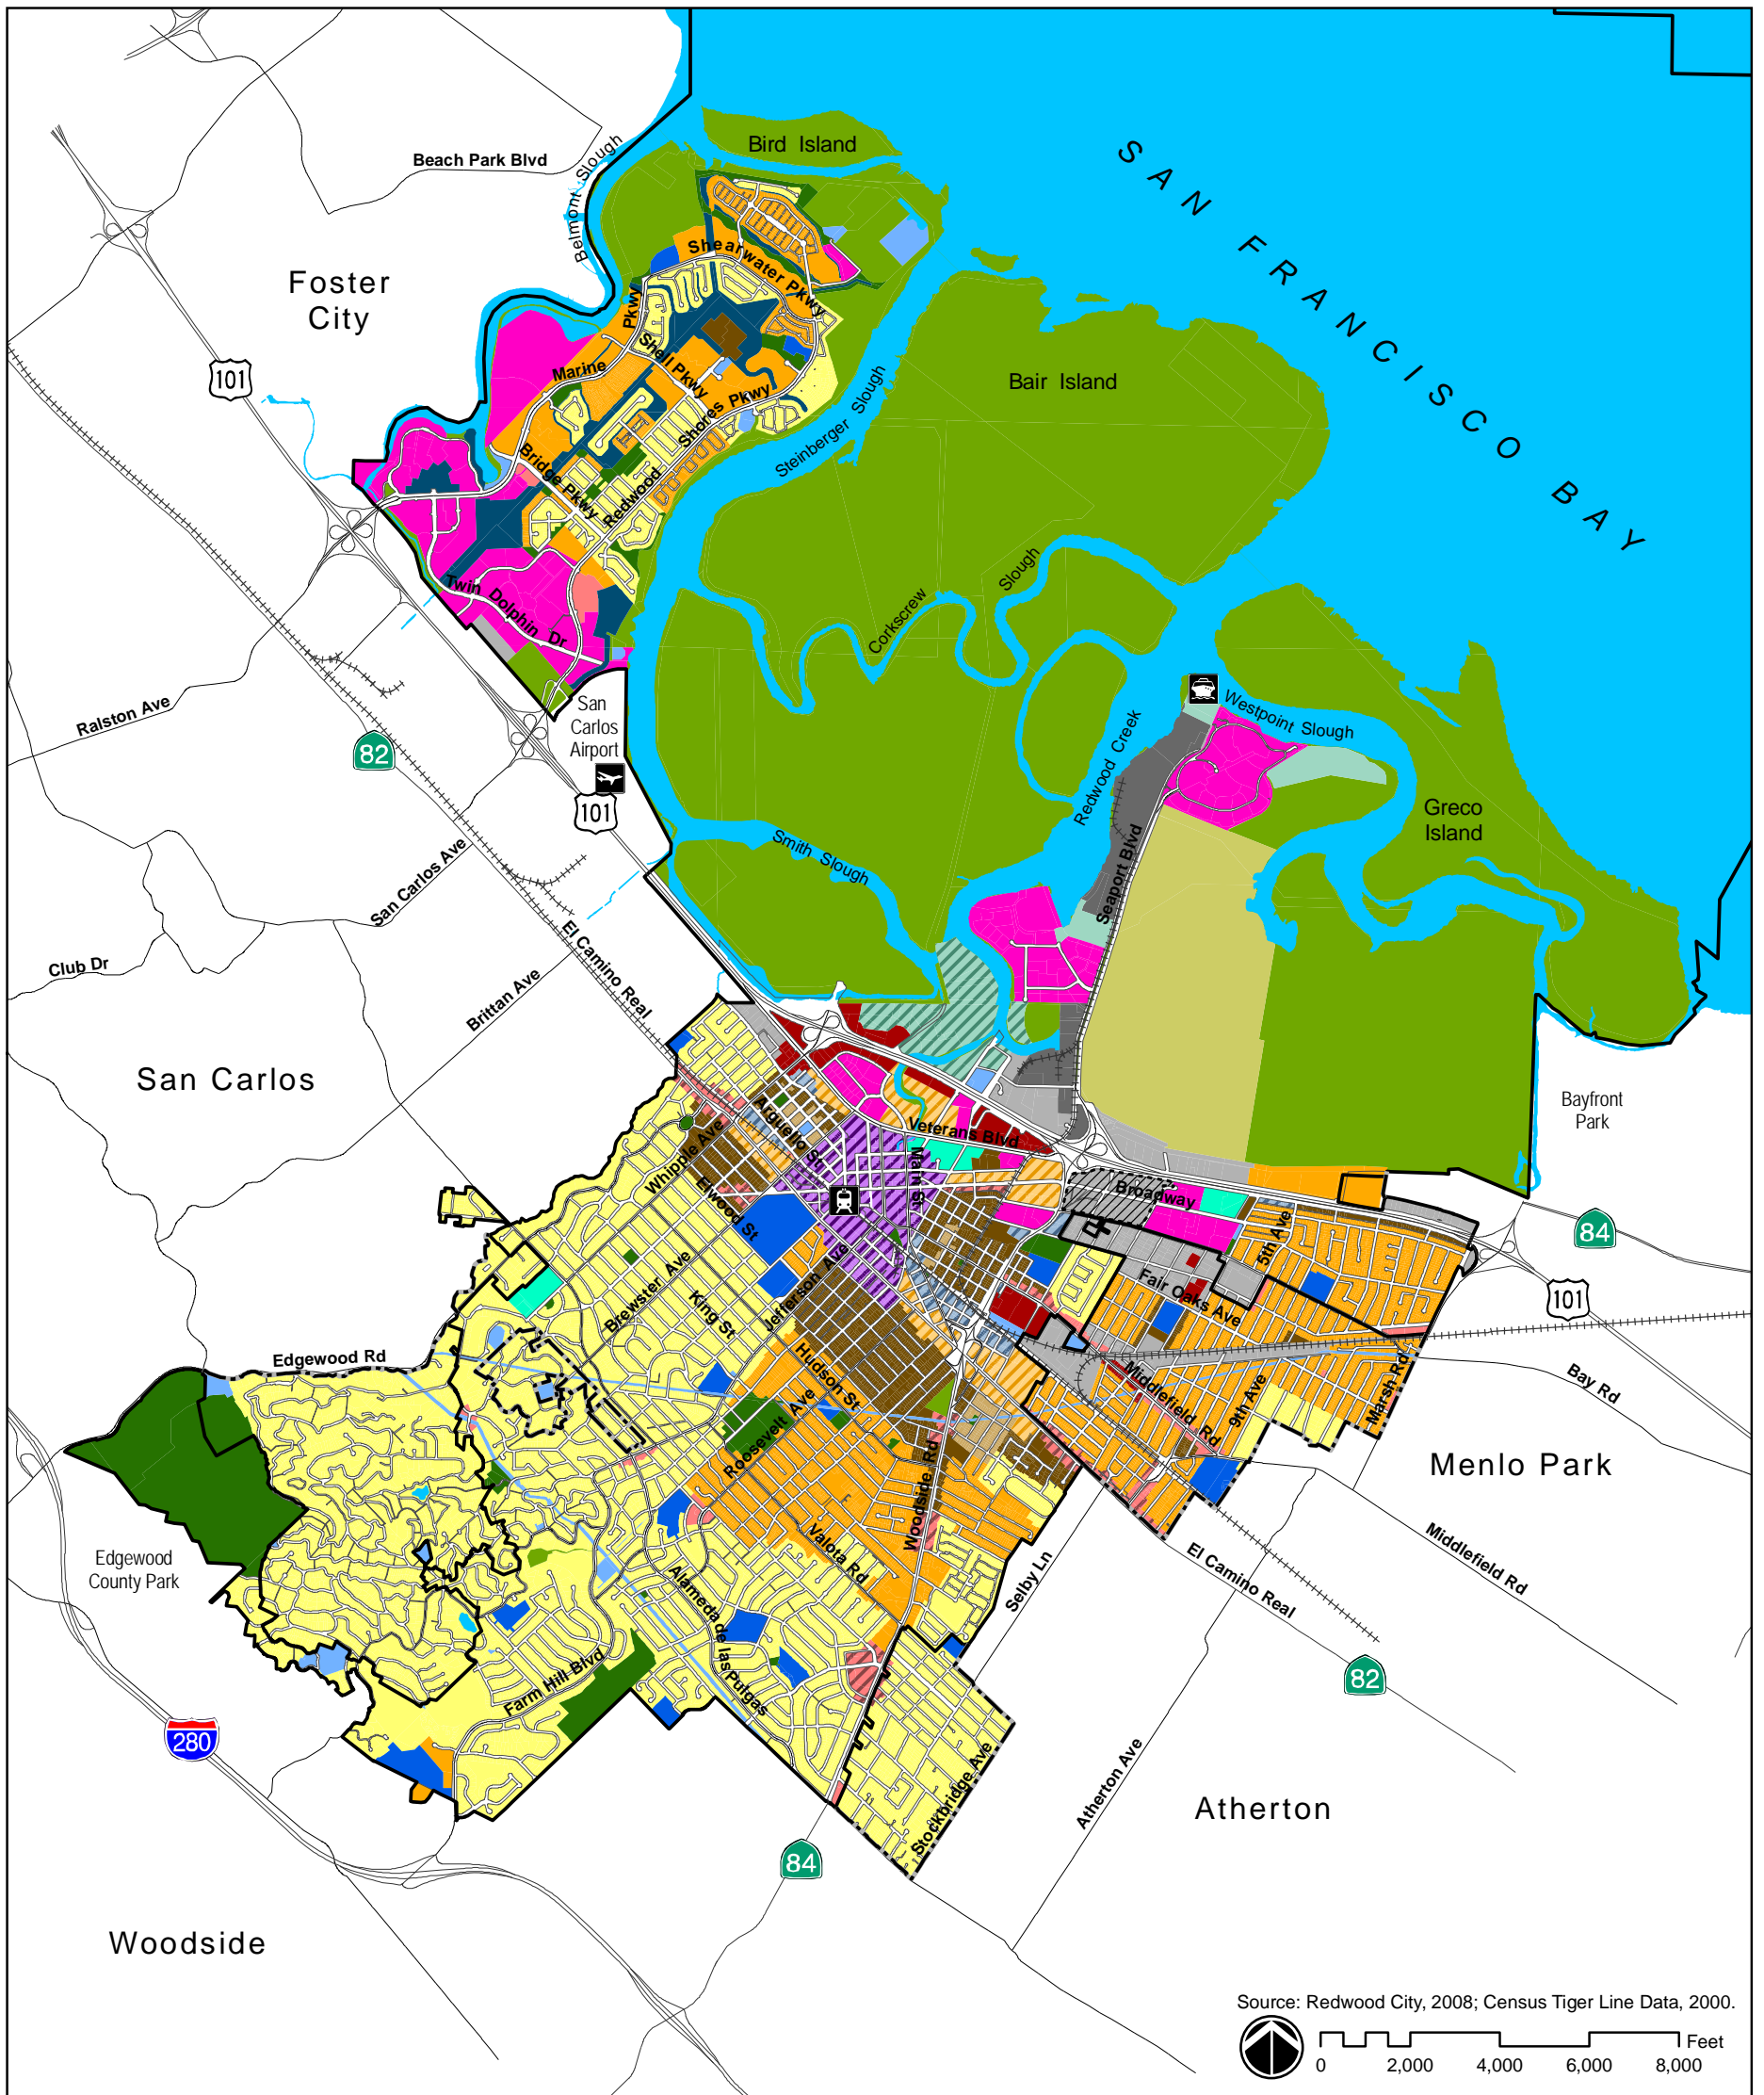 Bird Island
Beach Park Blvd
Belmont Slough
SAN FRANCISCO BAY
Foster
City
Shearwater Pkwy
Pkwy
Shell Pkwy
Marine
101
Bair Island
Shores Pkwy
Steinberger Slough
Bridge Pkwy
Redwood
Slough
Corkscrew
Twin Dolphin Dr
San
Carlos
Airport
Ralston Ave
82
101
Westpoint Slough
Redwood Creek
Greco
Island
Smith Slough
Seaport Blvd
San Carlos Ave
El Camino Real
Club Dr
Brittan Ave
San Carlos
Bayfront
Park
Arguello St
Veterans Blvd
Whipple Ave
Main St
Broadway
Elwood St
84
5th Ave
Brewster Ave
Jefferson Ave
Fair Oaks Ave
101
King St
Edgewood Rd
Hudson St
Middlefield Rd
9th Ave
Marsh Rd
Bay Rd
Roosevelt Ave
Woodside Rd
Menlo Park
Edgewood
County Park
Valota Rd
Selby Ln
El Camino Real
Middlefield Rd
Alameda de las Pulgas
Farm Hill Blvd
82
280
Stockbridge Ave
Atherton Ave
Atherton
84
Woodside
Source: Redwood City, 2008; Census Tiger Line Data, 2000.
Feet
0 2,000 4,000 6,000 8,000